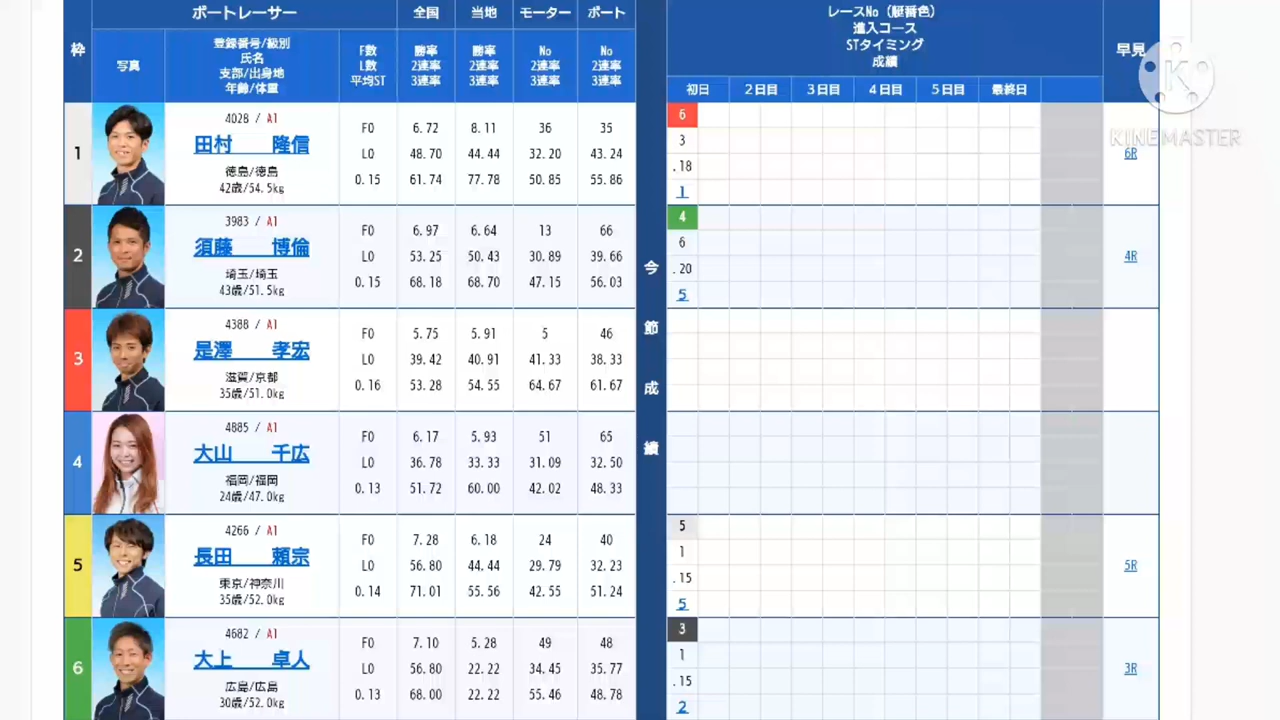 枠
ボートレーサー
全国
当地
モーター
ボート
レースNo（艇番色）
進入コース
STタイミング
成績
早見
写真
登録番号/級別
氏名
支部/出身地
年齢/体重
F数
L数
平均ST
勝率
2連率
3連率
勝率
2連率
3連率
No
2連率
3連率
No
2連率
3連率
初日
2日目
3日目
4日目
5日目
最終日
KINEMASTER
今節成績
1
4028 / A1
田村 隆信
徳島/徳島
42歳/54.5kg
F0
L0
0.15
6.72
48.70
61.74
8.11
44.44
77.78
36
32.20
50.85
35
43.24
55.86
6
3
.18
1
6R
2
3983 / A1
須藤 博倫
埼玉/埼玉
43歳/51.5kg
F0
L0
0.15
6.97
53.25
68.18
6.64
50.43
68.70
13
30.89
47.15
66
39.66
56.03
4
6
.20
5
4R
3
4388 / A1
是澤 孝宏
滋賀/京都
35歳/51.0kg
F0
L0
0.16
5.75
39.42
53.28
5.91
40.91
54.55
5
41.33
64.67
46
38.33
61.67
4
4885 / A1
大山 千広
福岡/福岡
24歳/47.0kg
F0
L0
0.13
6.17
36.78
51.72
5.93
33.33
60.00
51
31.09
42.02
65
32.50
48.33
5
4266 / A1
長田 頼宗
東京/神奈川
35歳/52.0kg
F0
L0
0.14
7.28
56.80
71.01
6.18
44.44
55.56
24
29.79
42.55
40
32.23
51.24
5
1
.15
5
5R
6
4682 / A1
大上 卓人
広島/広島
30歳/52.0kg
F0
L0
0.13
7.10
56.80
68.00
5.28
22.22
22.22
49
34.45
55.46
48
35.77
48.78
3
1
.15
2
3R